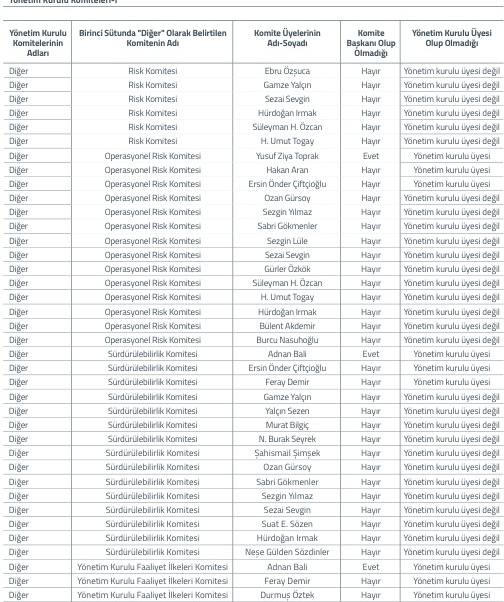 Yönetim Kurulu Komiteleri-I
Yönetim Kurulu Komitelerinin Adları | Birinci Sütunda "Diğer" Olarak Belirtilen Komitenin Adı | Komite Üyelerinin Adı-Soyadı | Komite Başkanı Olup Olmadığı | Yönetim Kurulu Üyesi Olup Olmadığı
Diğer Risk Komitesi Ebru Özşuca Hayır Yönetim kurulu üyesi değil
Diğer Risk Komitesi Gamze Yalçın Hayır Yönetim kurulu üyesi değil
Diğer Risk Komitesi Sezai Sevgin Hayır Yönetim kurulu üyesi değil
Diğer Risk Komitesi Hürdoğan Irmak Hayır Yönetim kurulu üyesi değil
Diğer Risk Komitesi Süleyman H. Özcan Hayır Yönetim kurulu üyesi değil
Diğer Risk Komitesi H. Umut Togay Hayır Yönetim kurulu üyesi değil
Diğer Operasyonel Risk Komitesi Yusuf Ziya Toprak Evet Yönetim kurulu üyesi
Diğer Operasyonel Risk Komitesi Hakan Aran Hayır Yönetim kurulu üyesi
Diğer Operasyonel Risk Komitesi Ersin Önder Çiftçioğlu Hayır Yönetim kurulu üyesi
Diğer Operasyonel Risk Komitesi Ozan Gürsoy Hayır Yönetim kurulu üyesi değil
Diğer Operasyonel Risk Komitesi Sezgin Yılmaz Hayır Yönetim kurulu üyesi değil
Diğer Operasyonel Risk Komitesi Sabri Gökmenler Hayır Yönetim kurulu üyesi değil
Diğer Operasyonel Risk Komitesi Sezgin Lüle Hayır Yönetim kurulu üyesi değil
Diğer Operasyonel Risk Komitesi Sezai Sevgin Hayır Yönetim kurulu üyesi değil
Diğer Operasyonel Risk Komitesi Gürler Özkök Hayır Yönetim kurulu üyesi değil
Diğer Operasyonel Risk Komitesi Süleyman H. Özcan Hayır Yönetim kurulu üyesi değil
Diğer Operasyonel Risk Komitesi H. Umut Togay Hayır Yönetim kurulu üyesi değil
Diğer Operasyonel Risk Komitesi Hürdoğan Irmak Hayır Yönetim kurulu üyesi değil
Diğer Operasyonel Risk Komitesi Bülent Akdemir Hayır Yönetim kurulu üyesi değil
Diğer Operasyonel Risk Komitesi Burcu Nasuhoğlu Hayır Yönetim kurulu üyesi değil
Diğer Sürdürülebilirlik Komitesi Adnan Bali Evet Yönetim kurulu üyesi
Diğer Sürdürülebilirlik Komitesi Ersin Önder Çiftçioğlu Hayır Yönetim kurulu üyesi
Diğer Sürdürülebilirlik Komitesi Feray Demir Hayır Yönetim kurulu üyesi
Diğer Sürdürülebilirlik Komitesi Gamze Yalçın Hayır Yönetim kurulu üyesi değil
Diğer Sürdürülebilirlik Komitesi Yalçın Sezen Hayır Yönetim kurulu üyesi değil
Diğer Sürdürülebilirlik Komitesi Murat Bilgiç Hayır Yönetim kurulu üyesi değil
Diğer Sürdürülebilirlik Komitesi N. Burak Seyrek Hayır Yönetim kurulu üyesi değil
Diğer Sürdürülebilirlik Komitesi Şahismail Şimşek Hayır Yönetim kurulu üyesi değil
Diğer Sürdürülebilirlik Komitesi Ozan Gürsoy Hayır Yönetim kurulu üyesi değil
Diğer Sürdürülebilirlik Komitesi Sabri Gökmenler Hayır Yönetim kurulu üyesi değil
Diğer Sürdürülebilirlik Komitesi Sezgin Yılmaz Hayır Yönetim kurulu üyesi değil
Diğer Sürdürülebilirlik Komitesi Sezai Sevgin Hayır Yönetim kurulu üyesi değil
Diğer Sürdürülebilirlik Komitesi Suat E. Sözen Hayır Yönetim kurulu üyesi değil
Diğer Sürdürülebilirlik Komitesi Hürdoğan Irmak Hayır Yönetim kurulu üyesi değil
Diğer Sürdürülebilirlik Komitesi Neşe Gülden Sözdinler Hayır Yönetim kurulu üyesi değil
Diğer Yönetim Kurulu Faaliyet İlkeleri Komitesi Adnan Bali Evet Yönetim kurulu üyesi
Diğer Yönetim Kurulu Faaliyet İlkeleri Komitesi Feray Demir Hayır Yönetim kurulu üyesi
Diğer Yönetim Kurulu Faaliyet İlkeleri Komitesi Durmuş Öztek Hayır Yönetim kurulu üyesi